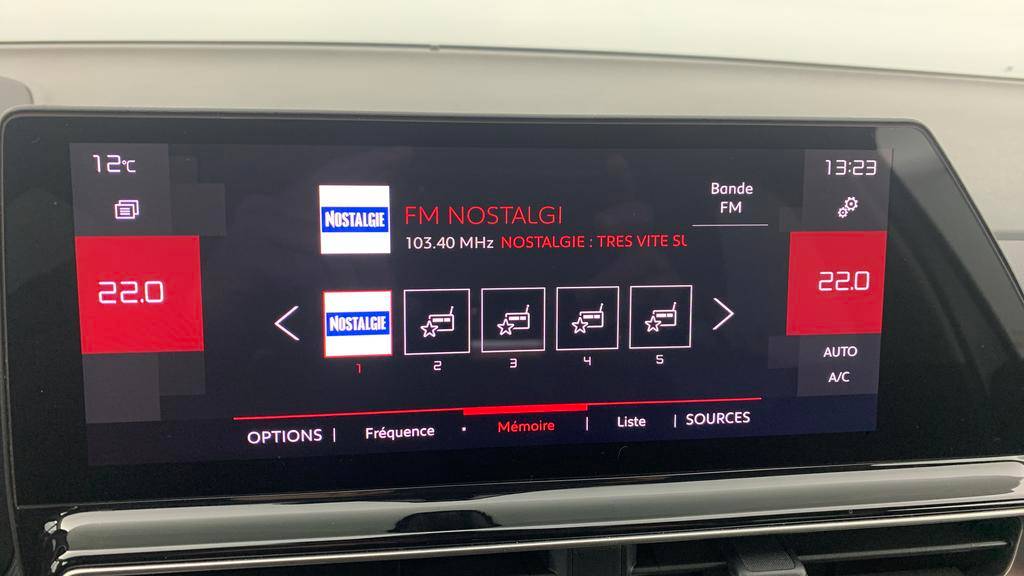 12°C
13:23
Bande
FM
NOSTALGIE
FM NOSTALGI
103.40 MHz NOSTALGIE : TRES VITE SU
22.0
22.0
NOSTALGIE
1 2 3 4 5
AUTO
A/C
OPTIONS | Fréquence · Mémoire | Liste | SOURCES